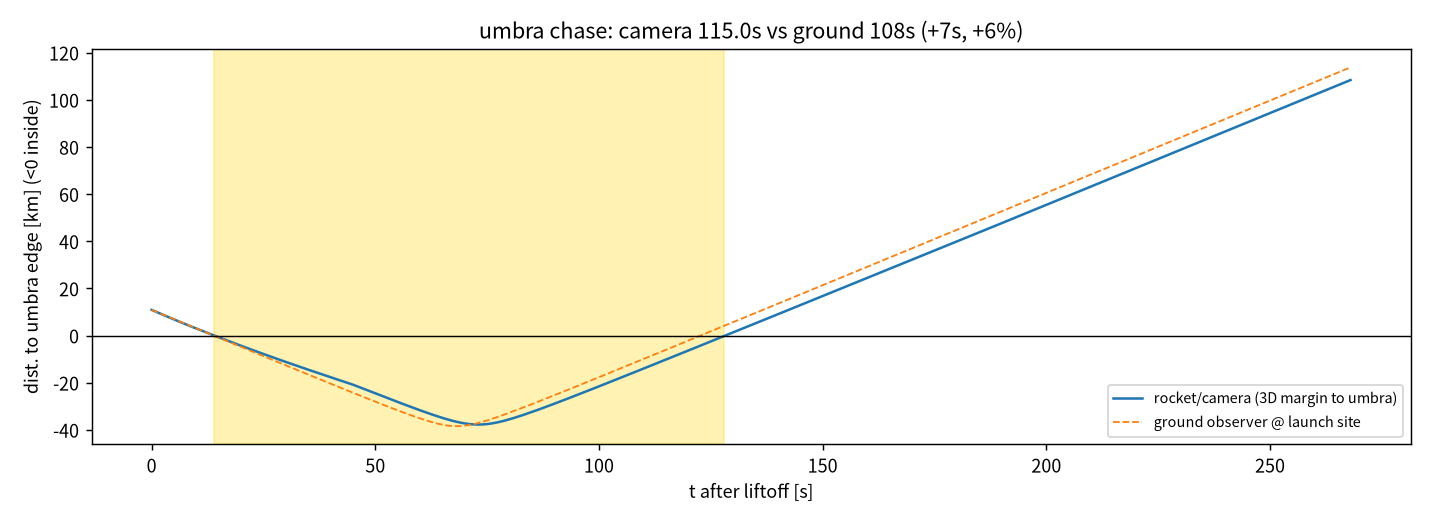 umbra chase: camera 115.0s vs ground 108s (+7s, +6%)
dist. to umbra edge [km] (<0 inside)
120
100
80
60
40
20
0
-20
-40
rocket/camera (3D margin to umbra)
ground observer @ launch site
0 50 100 150 200 250
t after liftoff [s]